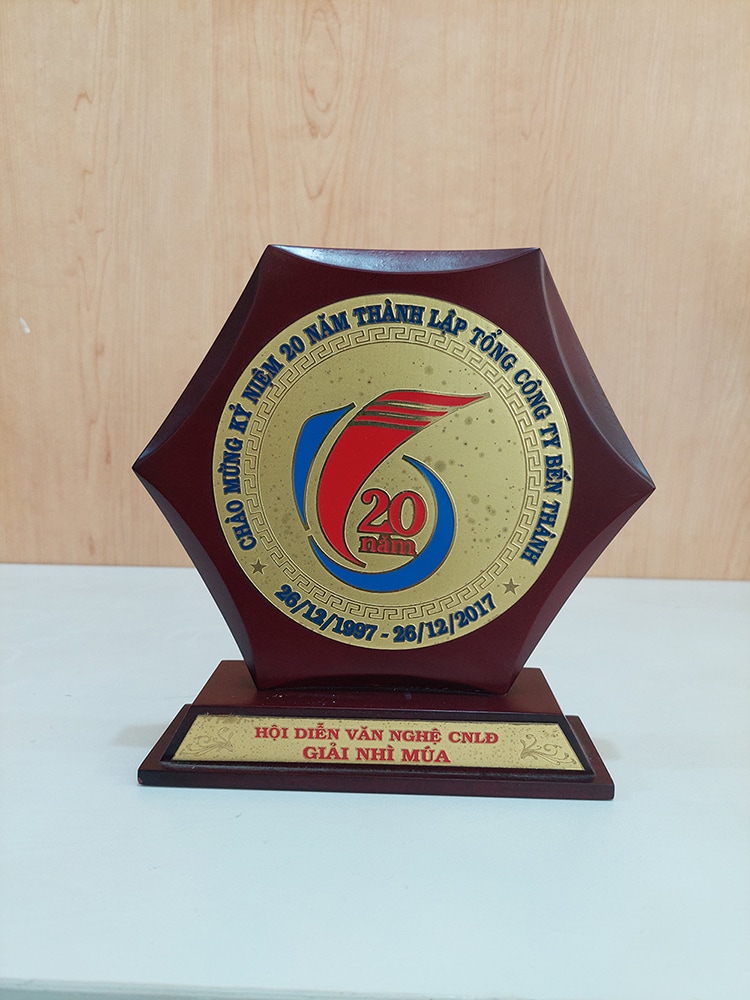 CHÀO MỪNG KỶ NIỆM 20 NĂM THÀNH LẬP TỔNG CÔNG TY BẾN THÀNH
20
năm
26/12/1997 - 26/12/2017
HỘI DIỄN VĂN NGHỆ CNLĐ
GIẢI NHÌ MÚA